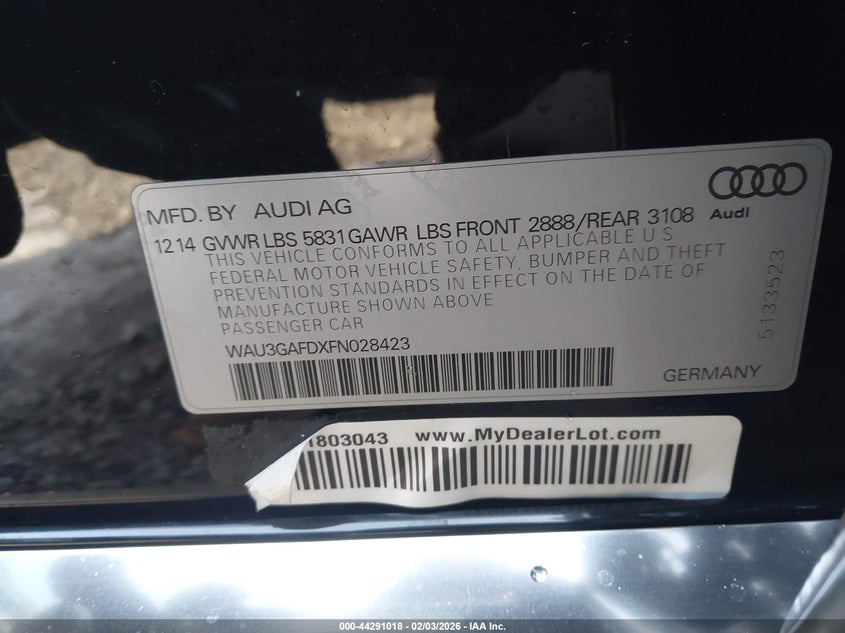 MFD. BY AUDI AG
Audi
12 14 GVWR LBS 5831 GAWR LBS FRONT 2888/REAR 3108
THIS VEHICLE CONFORMS TO ALL APPLICABLE U.S.
FEDERAL MOTOR VEHICLE SAFETY, BUMPER AND THEFT
PREVENTION STANDARDS IN EFFECT ON THE DATE OF
MANUFACTURE SHOWN ABOVE
PASSENGER CAR
WAU3GAFDXFN028423
GERMANY
5133523
1803043 www.MyDealerLot.com
000-44291018 - 02/03/2026 - IAA Inc.